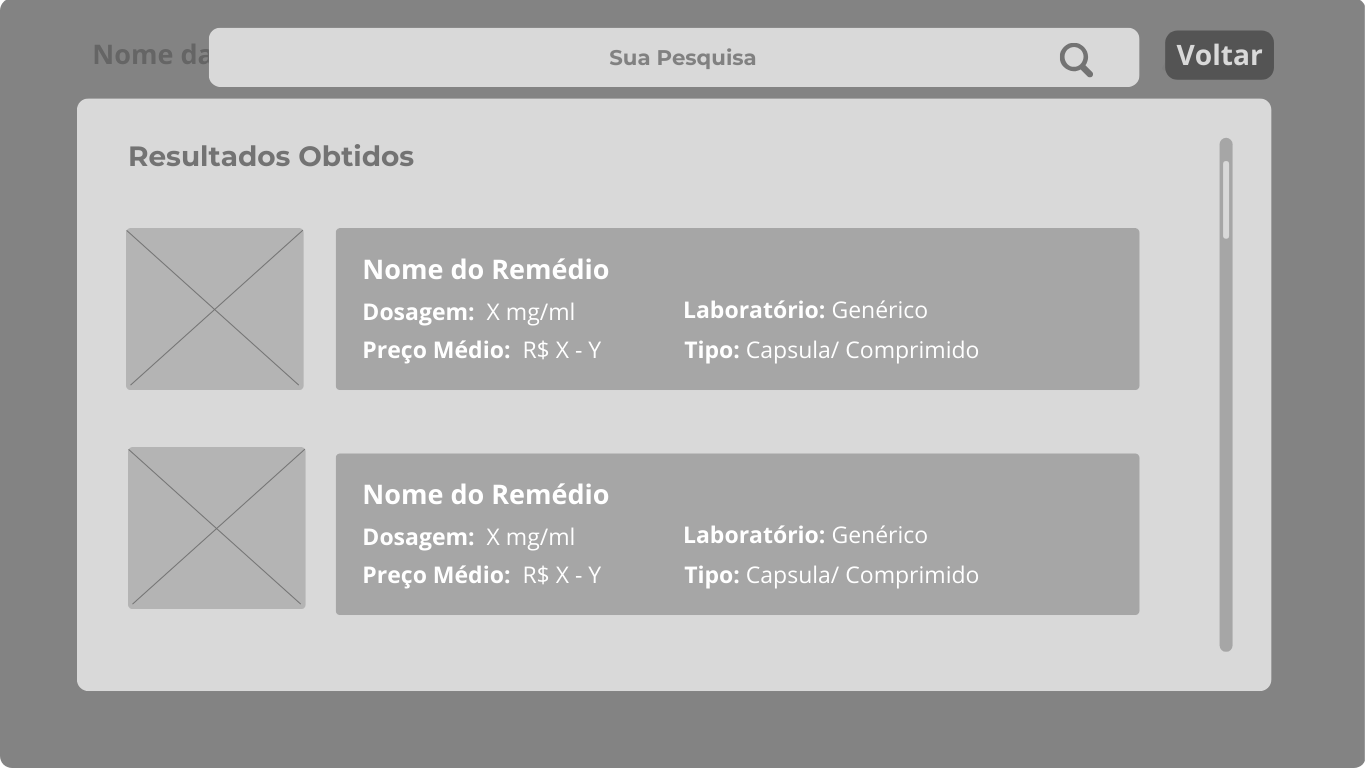 Nome da
Sua Pesquisa
Voltar
Resultados Obtidos
Nome do Remédio
Dosagem: X mg/ml
Laboratório: Genérico
Preço Médio: R$ X - Y
Tipo: Capsula/ Comprimido
Nome do Remédio
Dosagem: X mg/ml
Laboratório: Genérico
Preço Médio: R$ X - Y
Tipo: Capsula/ Comprimido